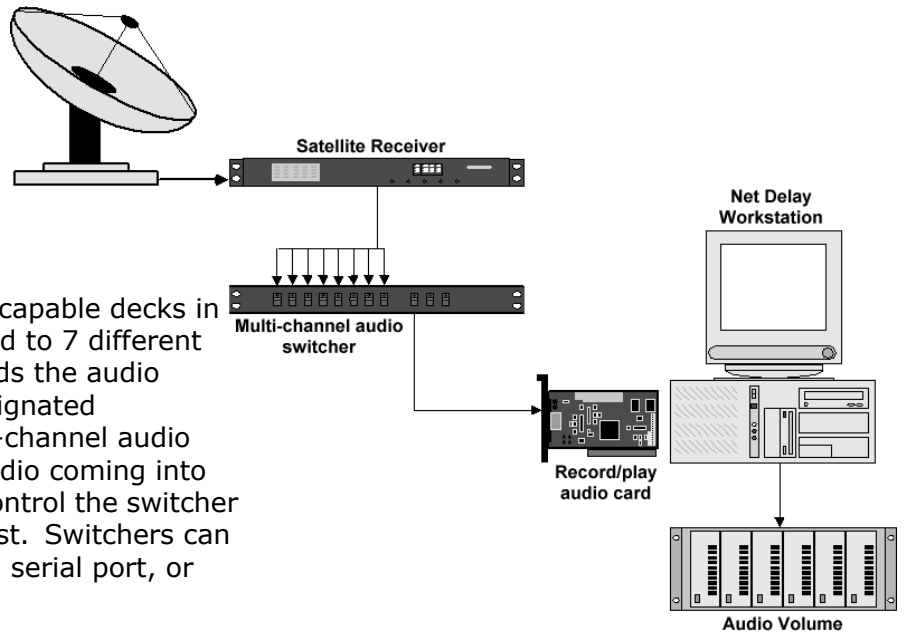 Satellite Receiver
Net Delay
Workstation
Multi-channel audio
switcher
capable decks in
d to 7 different
ds the audio
ignated
-channel audio
dio coming into
ontrol the switcher
st. Switchers can
serial port, or
Record/play
audio card
Audio Volume